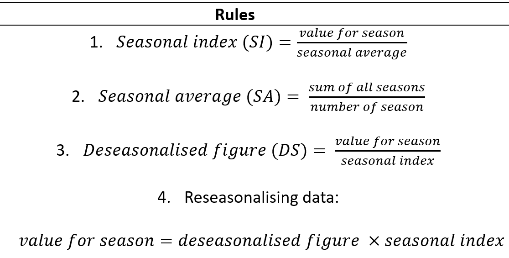 Rules
1. Seasonal index (SI) = value for season / seasonal average
2. Seasonal average (SA) = sum of all seasons / number of season
3. Deseasonalised figure (DS) = value for season / seasonal index
4. Reseasonalising data:
value for season = deseasonalised figure × seasonal index